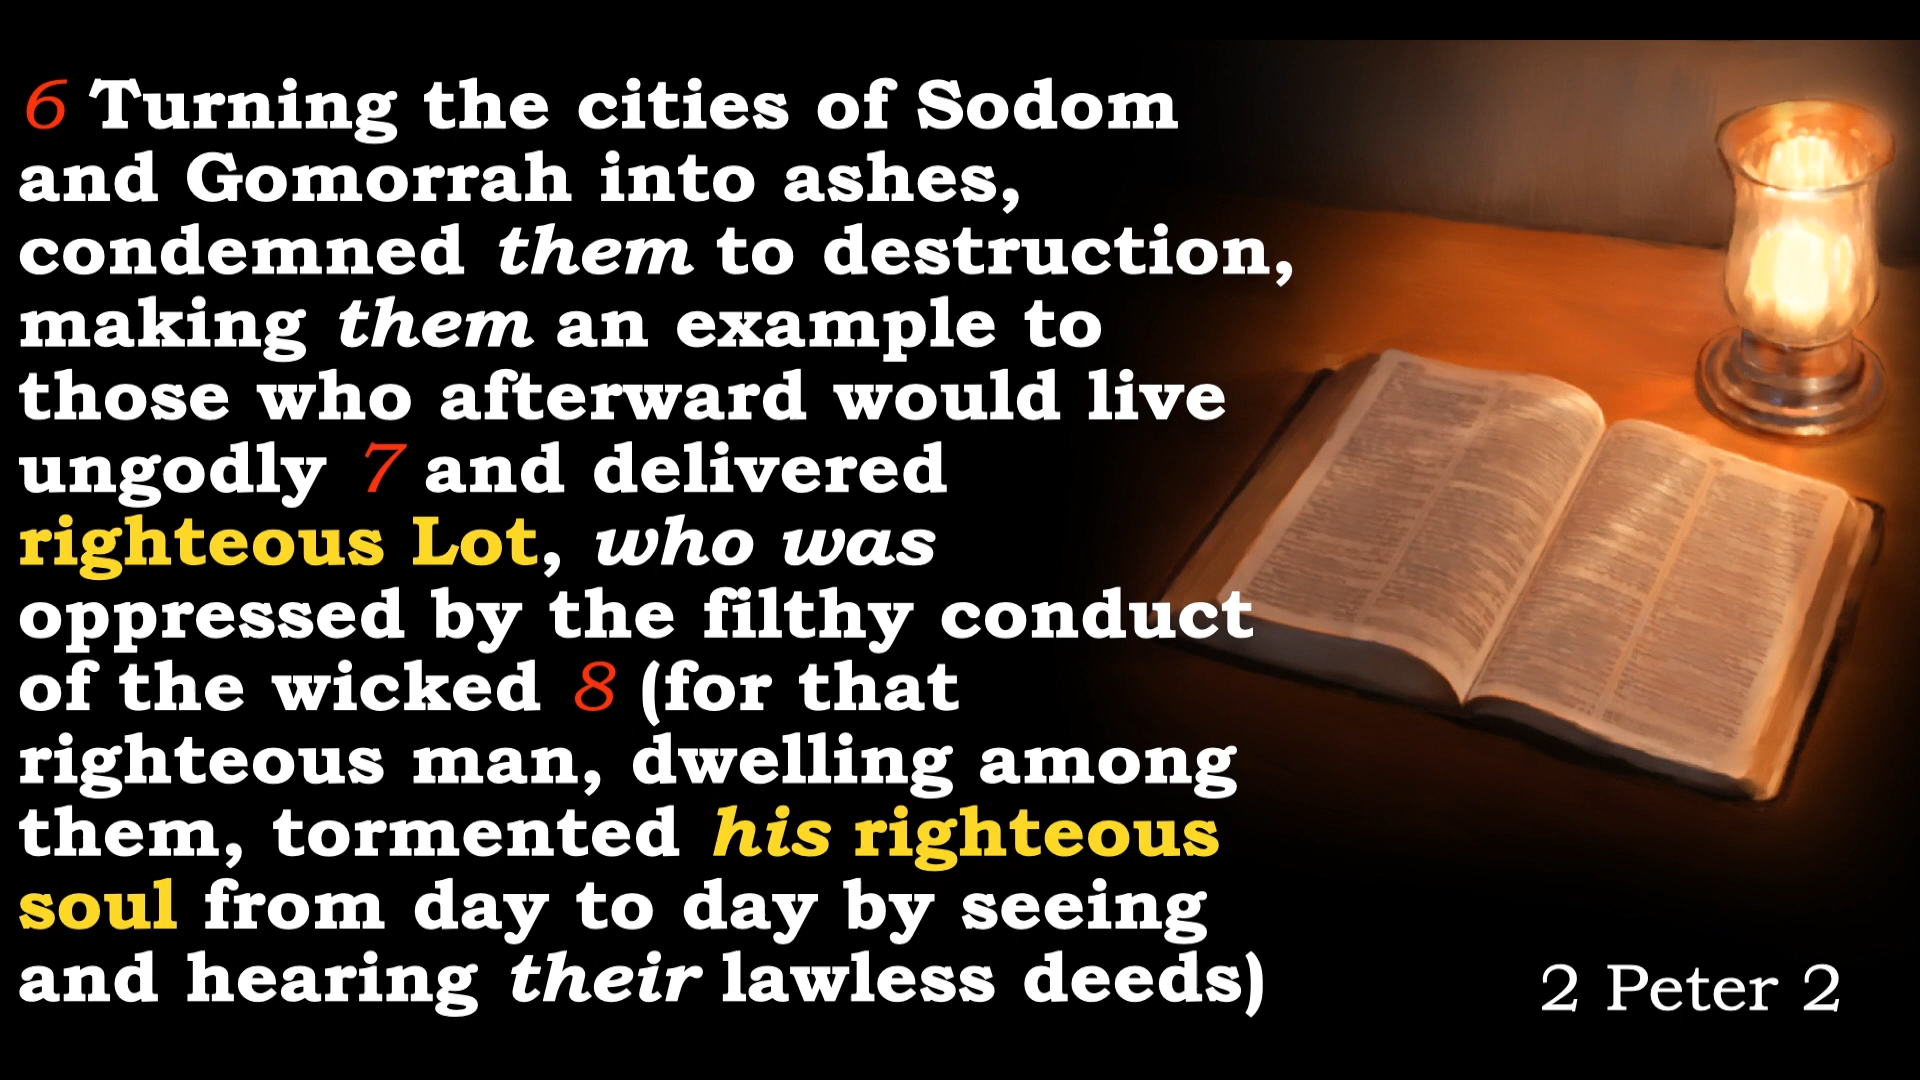 6 Turning the cities of Sodom
and Gomorrah into ashes,
condemned them to destruction,
making them an example to
those who afterward would live
ungodly 7 and delivered
righteous Lot, who was
oppressed by the filthy conduct
of the wicked 8 (for that
righteous man, dwelling among
them, tormented his righteous
soul from day to day by seeing
and hearing their lawless deeds)
2 Peter 2